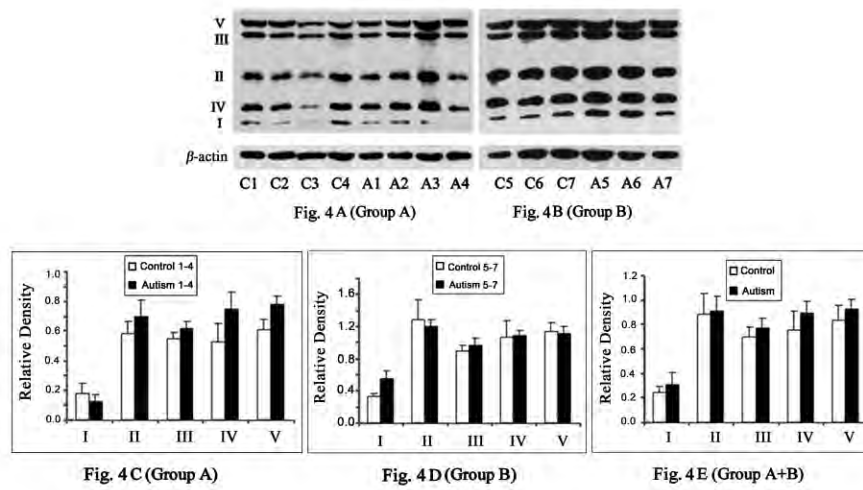 V
III
II
IV
I
β-actin
C1 C2 C3 C4 A1 A2 A3 A4 C5 C6 C7 A5 A6 A7
Fig. 4 A (Group A) Fig. 4B (Group B)
Relative Density
1.0
0.8
0.6
0.4
0.2
0.0
Control 1-4
Autism 1-4
I II III IV V
Fig. 4 C (Group A)
Relative Density
1.6
1.2
0.8
0.4
0.0
Control 5-7
Autism 5-7
I II III IV V
Fig. 4 D (Group B)
Relative Density
1.2
1.0
0.8
0.6
0.4
0.2
0.0
Control
Autism
I II III IV V
Fig. 4 E (Group A+B)